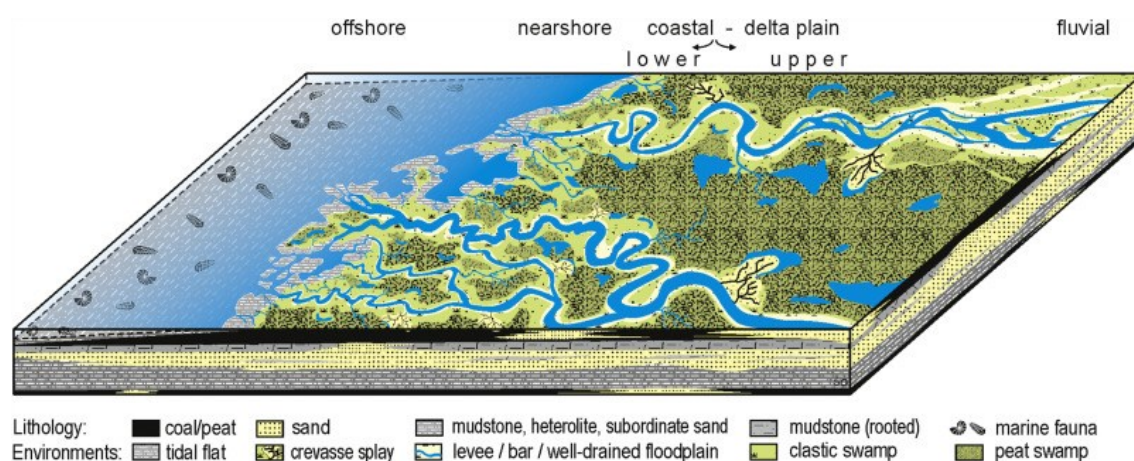 offshore nearshore coastal - delta plain fluvial
lower upper
Lithology: coal/peat sand mudstone, heterolite, subordinate sand mudstone (rooted) marine fauna
Environments: tidal flat crevasse splay levee / bar / well-drained floodplain clastic swamp peat swamp